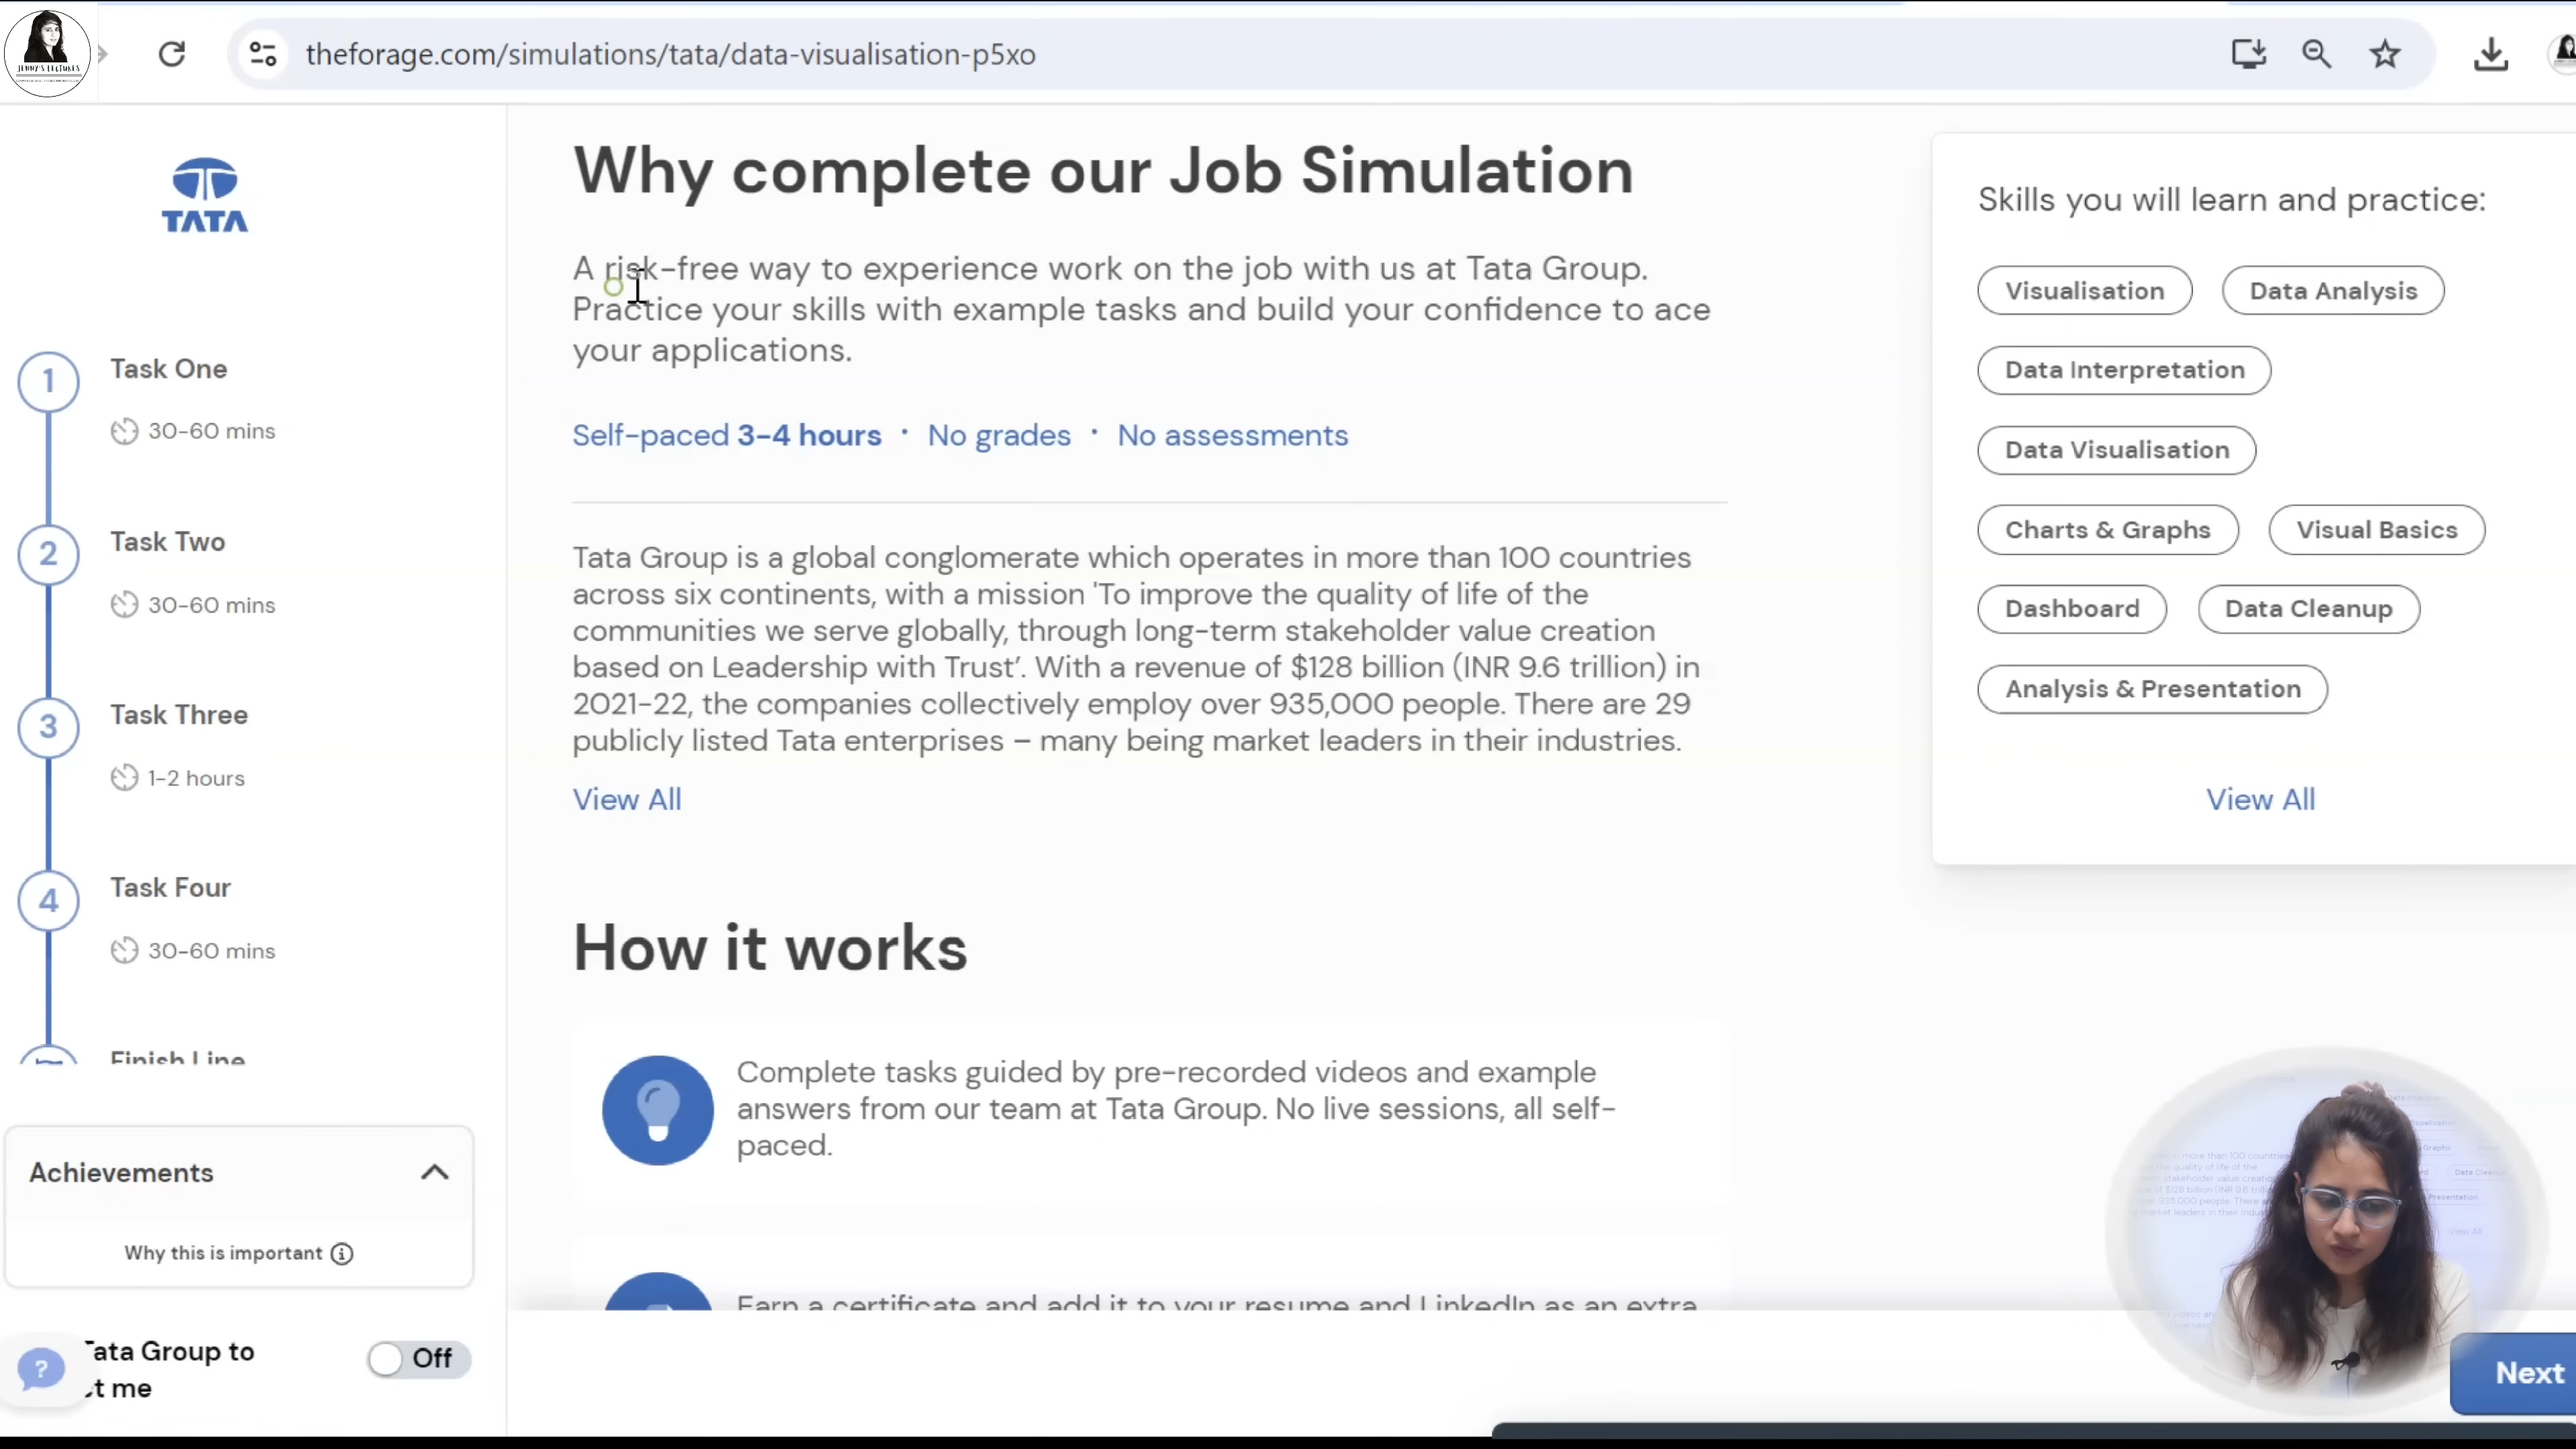 JENNY'S LECTURES
theforage.com/simulations/tata/data-visualisation-p5xo
TATA
1 Task One
30-60 mins
2 Task Two
30-60 mins
3 Task Three
1-2 hours
4 Task Four
30-60 mins
Finish Line
Achievements
Why this is important
Tata Group to
me
Off
Why complete our Job Simulation
A risk-free way to experience work on the job with us at Tata Group.
Practice your skills with example tasks and build your confidence to ace
your applications.
Self-paced 3-4 hours · No grades · No assessments
Tata Group is a global conglomerate which operates in more than 100 countries
across six continents, with a mission 'To improve the quality of life of the
communities we serve globally, through long-term stakeholder value creation
based on Leadership with Trust’. With a revenue of $128 billion (INR 9.6 trillion) in
2021-22, the companies collectively employ over 935,000 people. There are 29
publicly listed Tata enterprises – many being market leaders in their industries.
View All
How it works
Complete tasks guided by pre-recorded videos and example
answers from our team at Tata Group. No live sessions, all self-
paced.
Earn a certificate and add it to your resume and LinkedIn as an extra
Skills you will learn and practice:
Visualisation Data Analysis
Data Interpretation
Data Visualisation
Charts & Graphs Visual Basics
Dashboard Data Cleanup
Analysis & Presentation
View All
Next